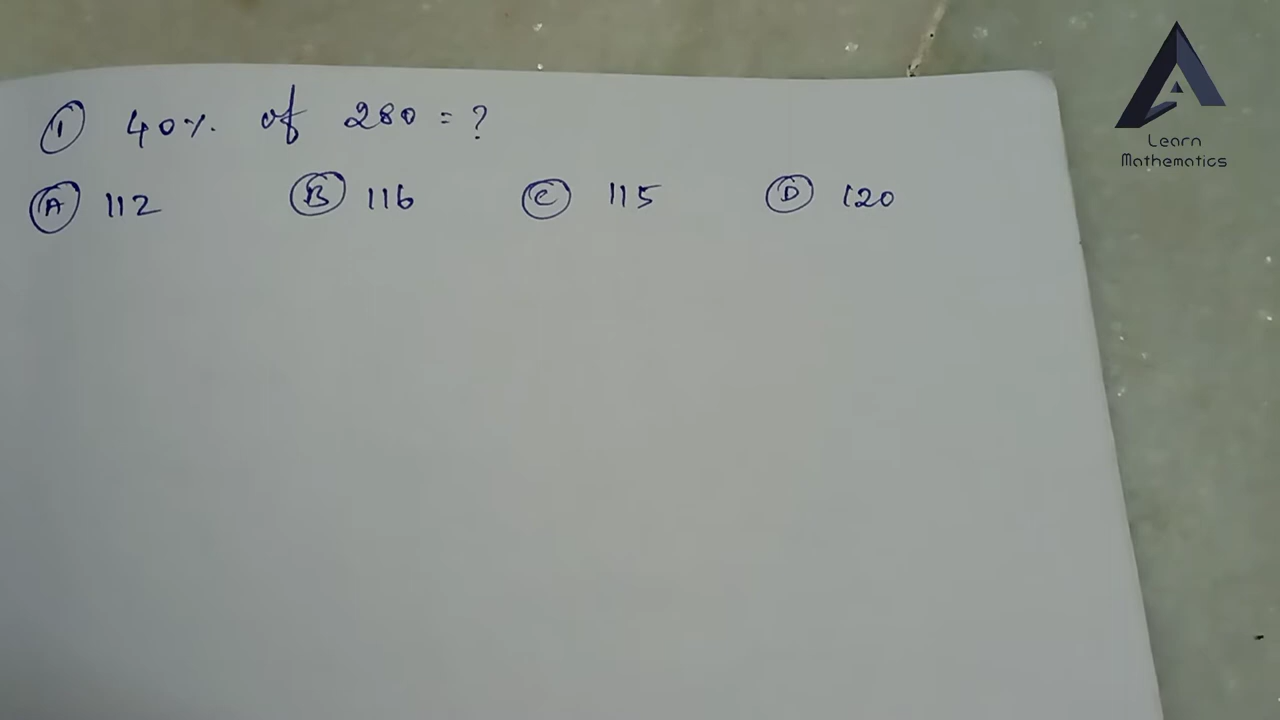 ① 40% of 280 = ?
Ⓐ 112 Ⓑ 116 Ⓒ 115 Ⓓ 120
Learn
Mathematics